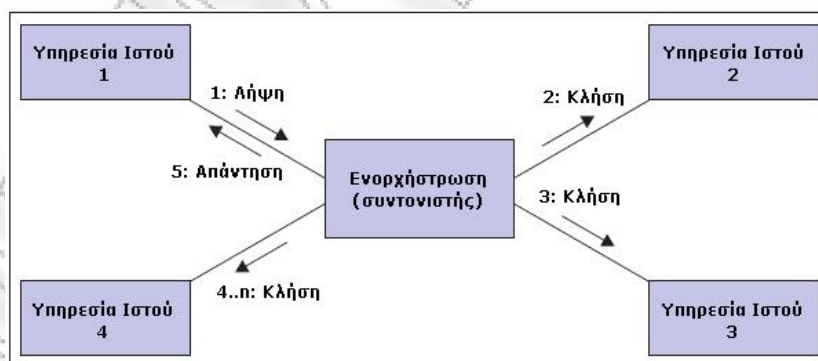 Υπηρεσία Ιστού
1
Υπηρεσία Ιστού
2
1: Λήψη
2: Κλήση
5: Απάντηση
Ενορχήστρωση
(συντονιστής)
3: Κλήση
4..n: Κλήση
Υπηρεσία Ιστού
4
Υπηρεσία Ιστού
3